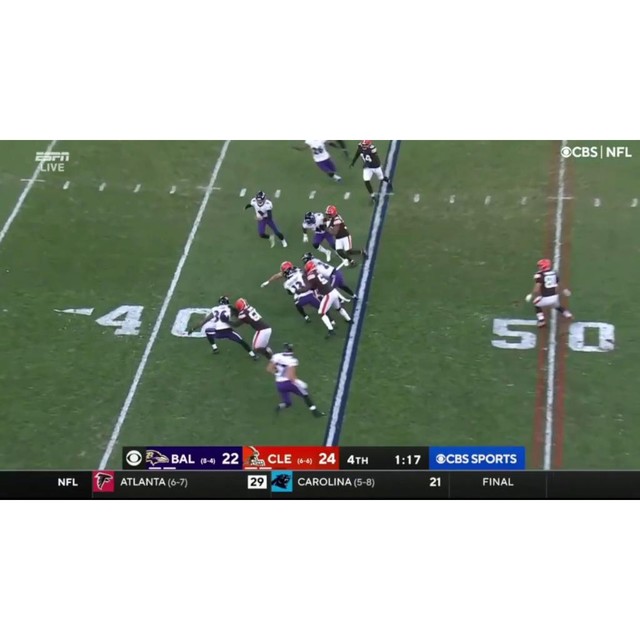 ESPN
LIVE
CBS | NFL
40
50
BAL (8-4) 22 CLE (6-6) 24 4TH 1:17 CBS SPORTS
NFL ATLANTA (6-7) 29 CAROLINA (5-8) 21 FINAL